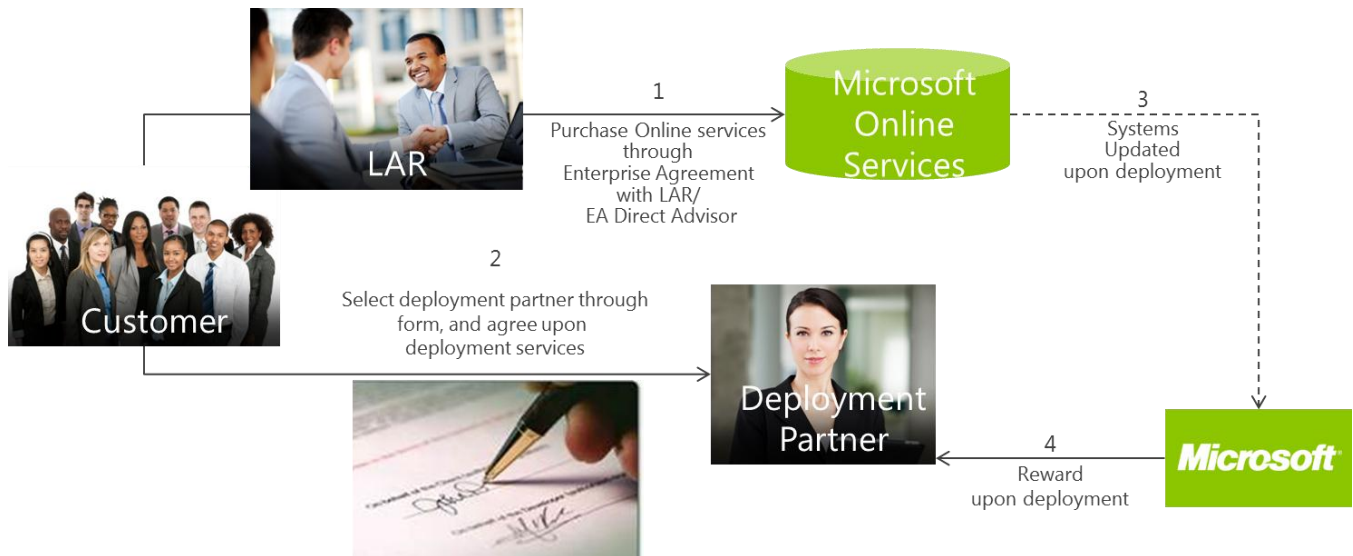 LAR
1
Purchase Online services
through
Enterprise Agreement
with LAR/
EA Direct Advisor
Microsoft
Online
Services
3
Systems
Updated
upon deployment
Customer
2
Select deployment partner through
form, and agree upon
deployment services
Deployment
Partner
4
Reward
upon deployment
Microsoft